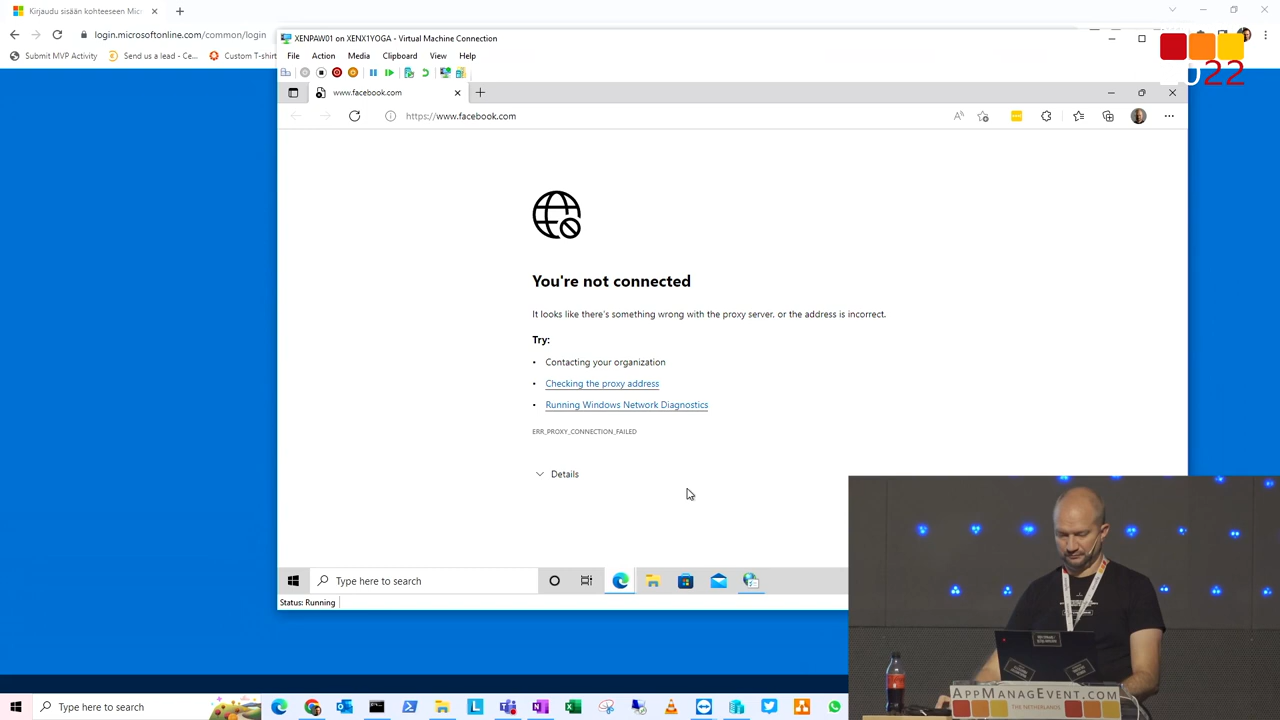 Kirjaudu sisään kohteeseen Micr
login.microsoftonline.com/common/login
Submit MVP Activity
Send us a lead - Ce...
Custom T-shirt
XENPAW01 on XENX1YOGA - Virtual Machine Connection
File Action Media Clipboard View Help
www.facebook.com
https://www.facebook.com
22
You're not connected
It looks like there's something wrong with the proxy server, or the address is incorrect.
Try:
• Contacting your organization
• Checking the proxy address
• Running Windows Network Diagnostics
ERR_PROXY_CONNECTION_FAILED
Details
Type here to search
Status: Running
APPMANAGEVENT.COM
THE NETHERLANDS
Type here to search